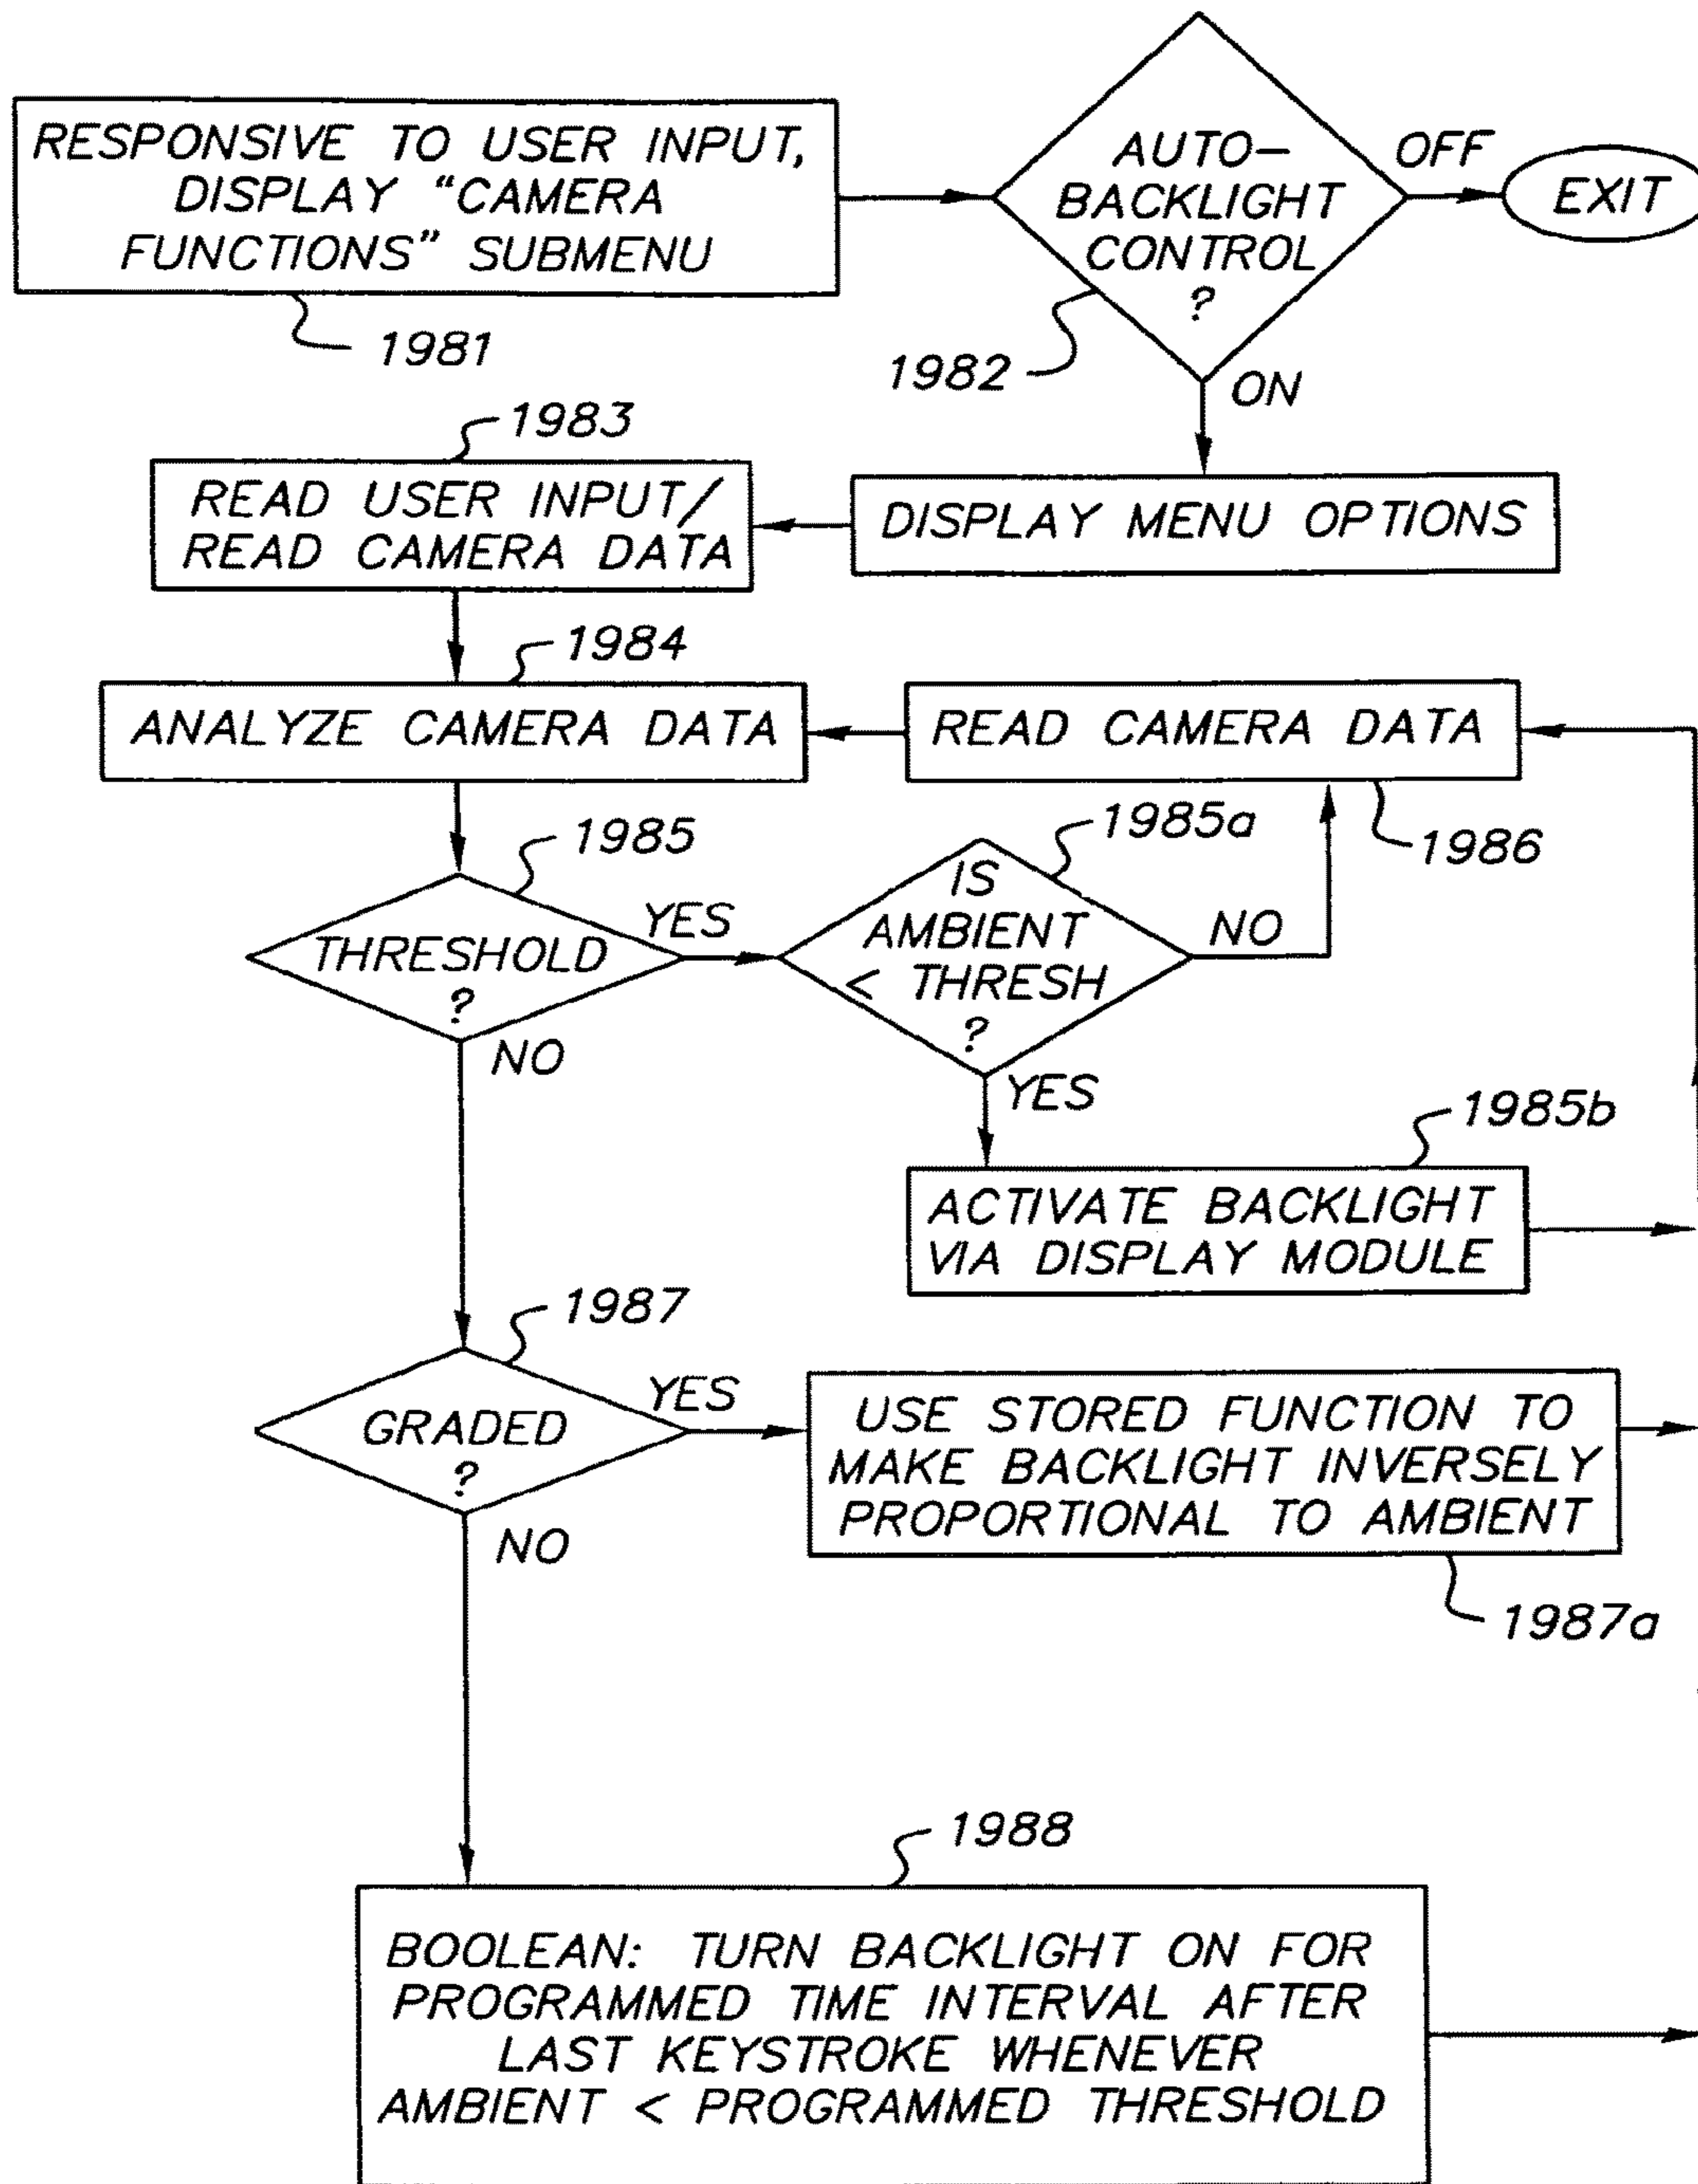 RESPONSIVE TO USER INPUT,
DISPLAY "CAMERA
FUNCTIONS" SUBMENU
1981
AUTO-
BACKLIGHT
CONTROL
?
1982
OFF
EXIT
ON
DISPLAY MENU OPTIONS
1983
READ USER INPUT/
READ CAMERA DATA
1984
ANALYZE CAMERA DATA
READ CAMERA DATA
1986
1985
THRESHOLD
?
YES
NO
1985a
IS
AMBIENT
< THRESH
?
NO
YES
1985b
ACTIVATE BACKLIGHT
VIA DISPLAY MODULE
1987
GRADED
?
YES
NO
USE STORED FUNCTION TO
MAKE BACKLIGHT INVERSELY
PROPORTIONAL TO AMBIENT
1987a
1988
BOOLEAN: TURN BACKLIGHT ON FOR
PROGRAMMED TIME INTERVAL AFTER
LAST KEYSTROKE WHENEVER
AMBIENT < PROGRAMMED THRESHOLD